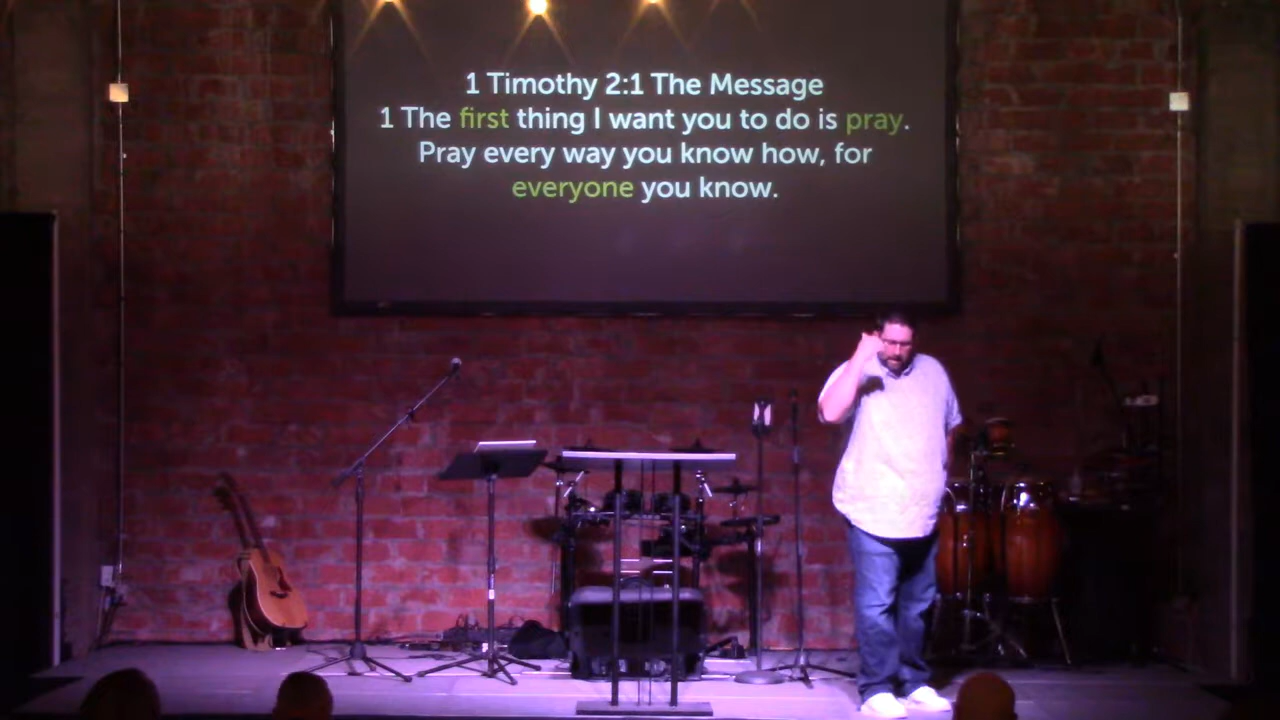 1 Timothy 2:1 The Message
1 The first thing I want you to do is pray.
Pray every way you know how, for
everyone you know.